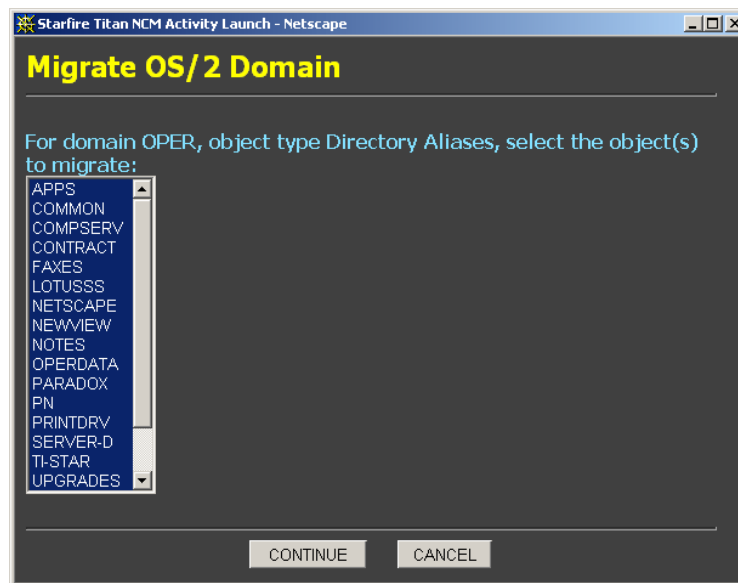 Starfire Titan NCM Activity Launch - Netscape
Migrate OS/2 Domain
For domain OPER, object type Directory Aliases, select the object(s)
to migrate:
APPS
COMMON
COMPSERV
CONTRACT
FAXES
LOTUSSS
NETSCAPE
NEWVIEW
NOTES
OPERDATA
PARADOX
PN
PRINTDRV
SERVER-D
TI-STAR
UPGRADES
CONTINUE CANCEL